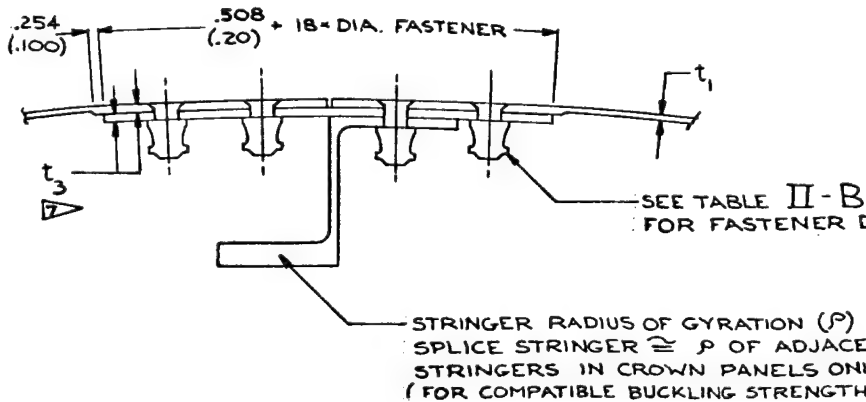 .254
(.100)
.508
(.20) + 18× DIA. FASTENER
t1
t3
7
SEE TABLE II-B
FOR FASTENER D
STRINGER RADIUS OF GYRATION (ρ)
SPLICE STRINGER ≅ ρ OF ADJACE
STRINGERS IN CROWN PANELS ON
(FOR COMPATIBLE BUCKLING STRENGTH